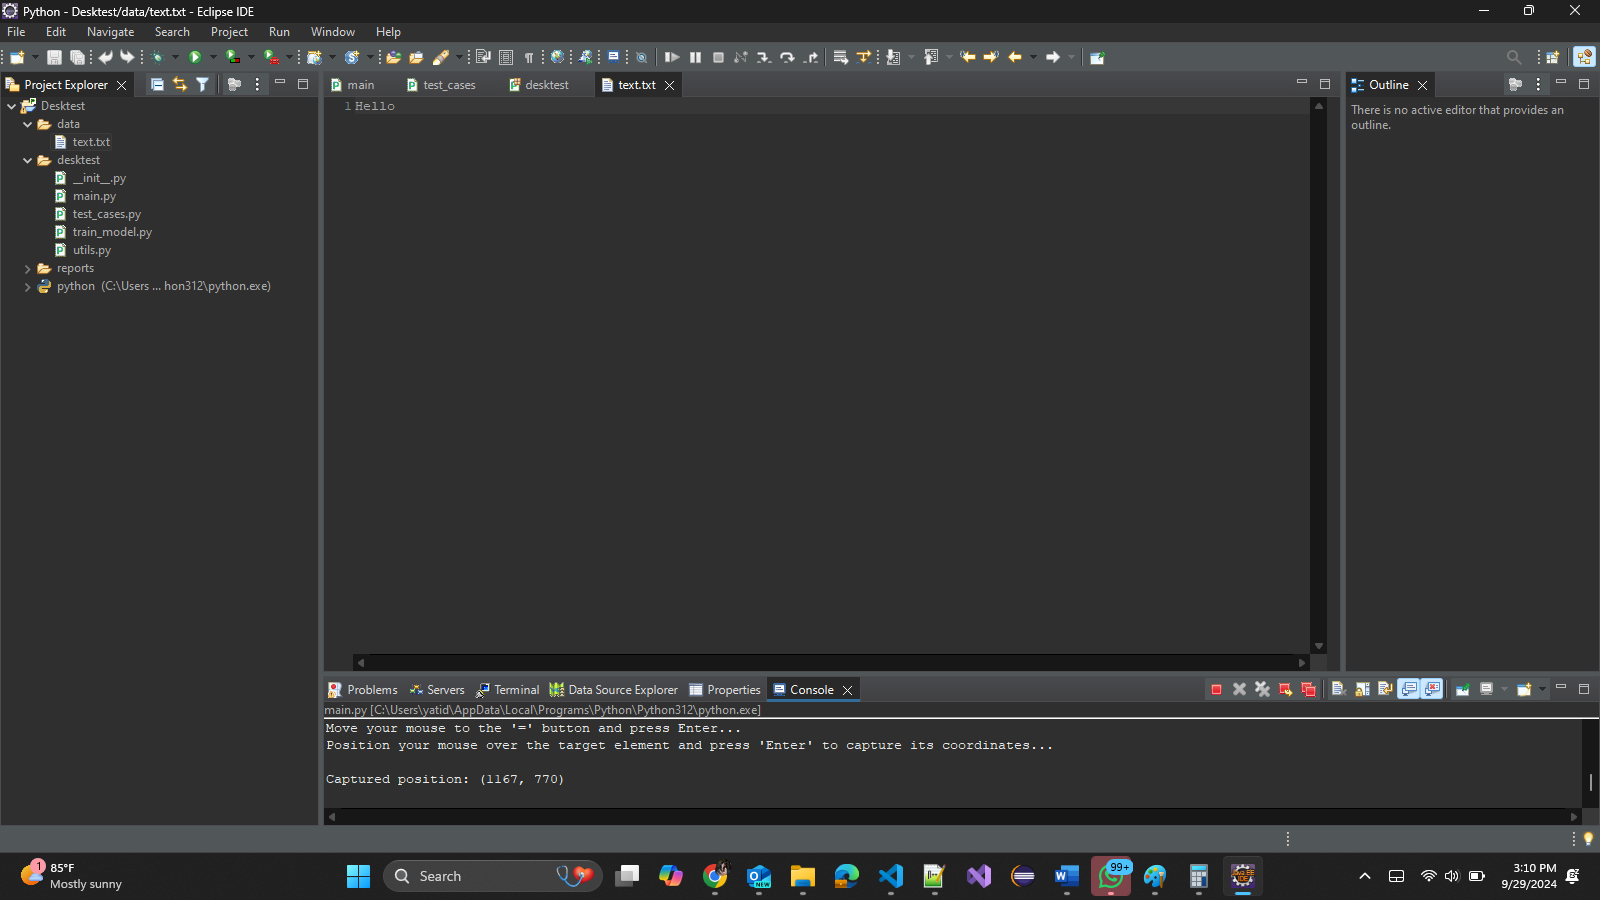 Python - Desktest/data/text.txt - Eclipse IDE
File Edit Navigate Search Project Run Window Help
Project Explorer
main test_cases desktest text.txt
Outline
Desktest
data
text.txt
desktest
__init__.py
main.py
test_cases.py
train_model.py
utils.py
reports
python (C:\Users ... hon312\python.exe)
1 Hello
There is no active editor that provides an
outline.
Problems Servers Terminal Data Source Explorer Properties Console
main.py [C:\Users\yatid\AppData\Local\Programs\Python\Python312\python.exe]
Move your mouse to the '=' button and press Enter...
Position your mouse over the target element and press 'Enter' to capture its coordinates...
Captured position: (1167, 770)
1
85°F
Mostly sunny
Search
NEW
99+
3:10 PM
9/29/2024